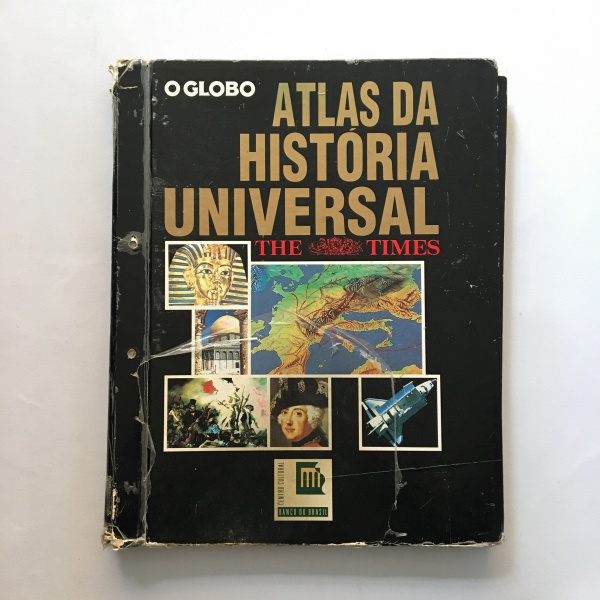 O GLOBO
ATLAS DA
HISTÓRIA
UNIVERSAL
THE TIMES
CENTRO CULTURAL
BANCO DO BRASIL